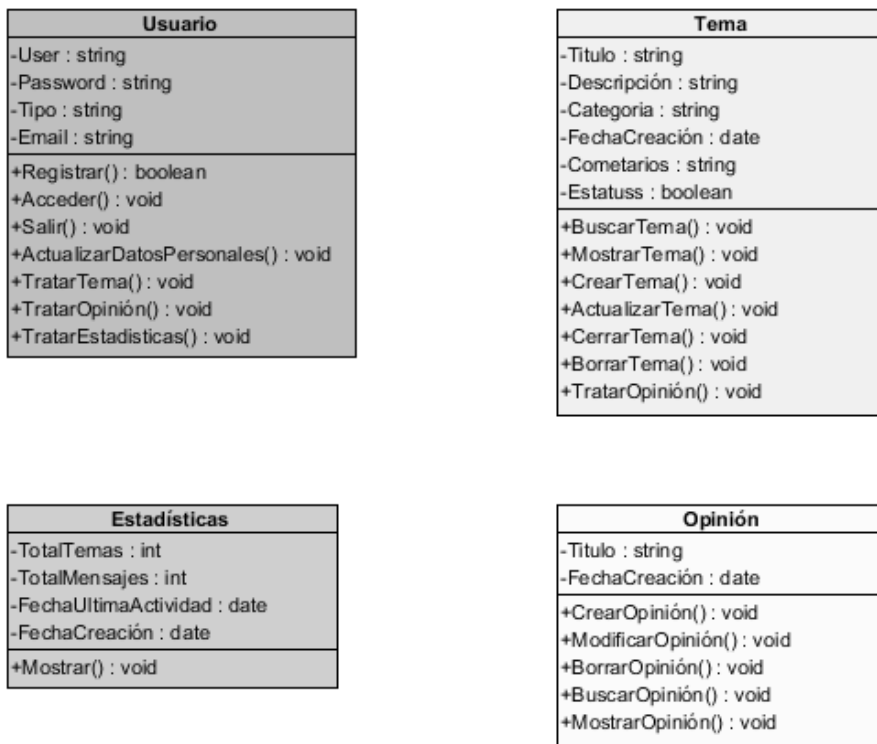 Usuario
-User : string
-Password : string
-Tipo : string
-Email : string
+Registrar() : boolean
+Acceder() : void
+Salir() : void
+ActualizarDatosPersonales() : void
+TratarTema() : void
+TratarOpinión() : void
+TratarEstadisticas() : void
Tema
-Titulo : string
-Descripción : string
-Categoria : string
-FechaCreación : date
-Cometarios : string
-Estatuss : boolean
+BuscarTema() : void
+MostrarTema() : void
+CrearTema() : void
+ActualizarTema() : void
+CerrarTema() : void
+BorrarTema() : void
+TratarOpinión() : void
Estadísticas
-TotalTemas : int
-TotalMensajes : int
-FechaUltimaActividad : date
-FechaCreación : date
+Mostrar() : void
Opinión
-Titulo : string
-FechaCreación : date
+CrearOpinión() : void
+ModificarOpinión() : void
+BorrarOpinión() : void
+BuscarOpinión() : void
+MostrarOpinión() : void